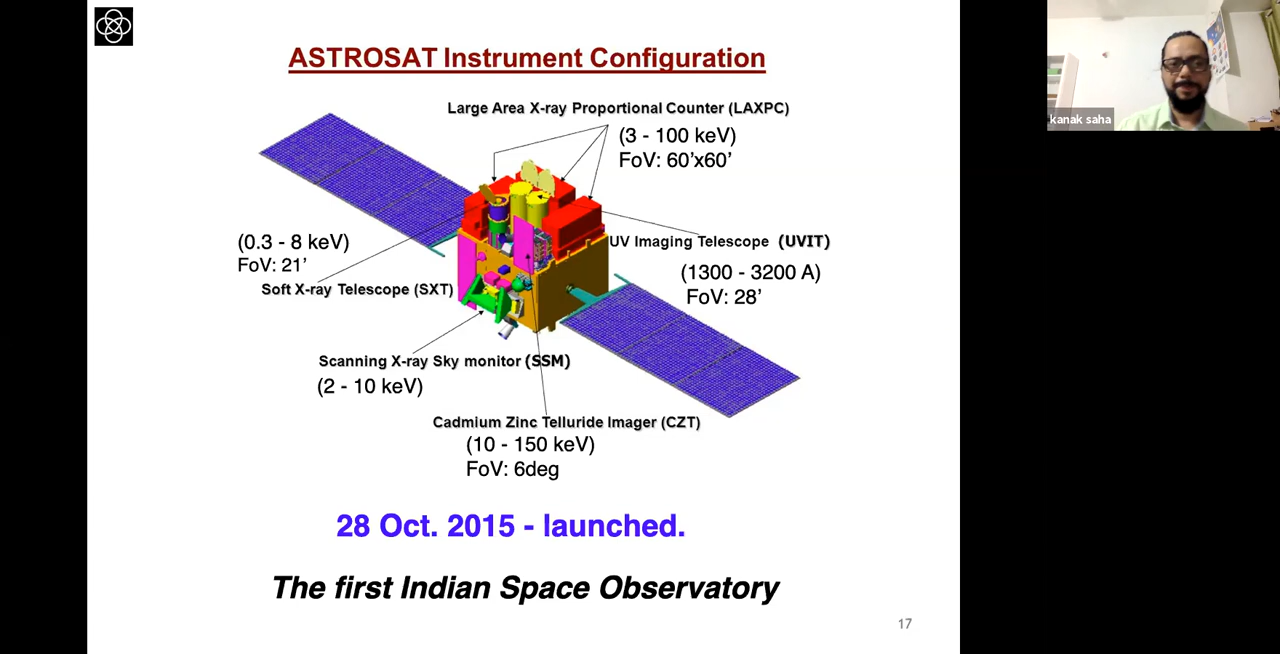 ASTROSAT Instrument Configuration
Large Area X-ray Proportional Counter (LAXPC)
(3 - 100 keV)
FoV: 60’x60’
kanak saha
(0.3 - 8 keV)
FoV: 21’
Soft X-ray Telescope (SXT)
UV Imaging Telescope (UVIT)
(1300 - 3200 A)
FoV: 28’
Scanning X-ray Sky monitor (SSM)
(2 - 10 keV)
Cadmium Zinc Telluride Imager (CZT)
(10 - 150 keV)
FoV: 6deg
28 Oct. 2015 - launched.
The first Indian Space Observatory
17